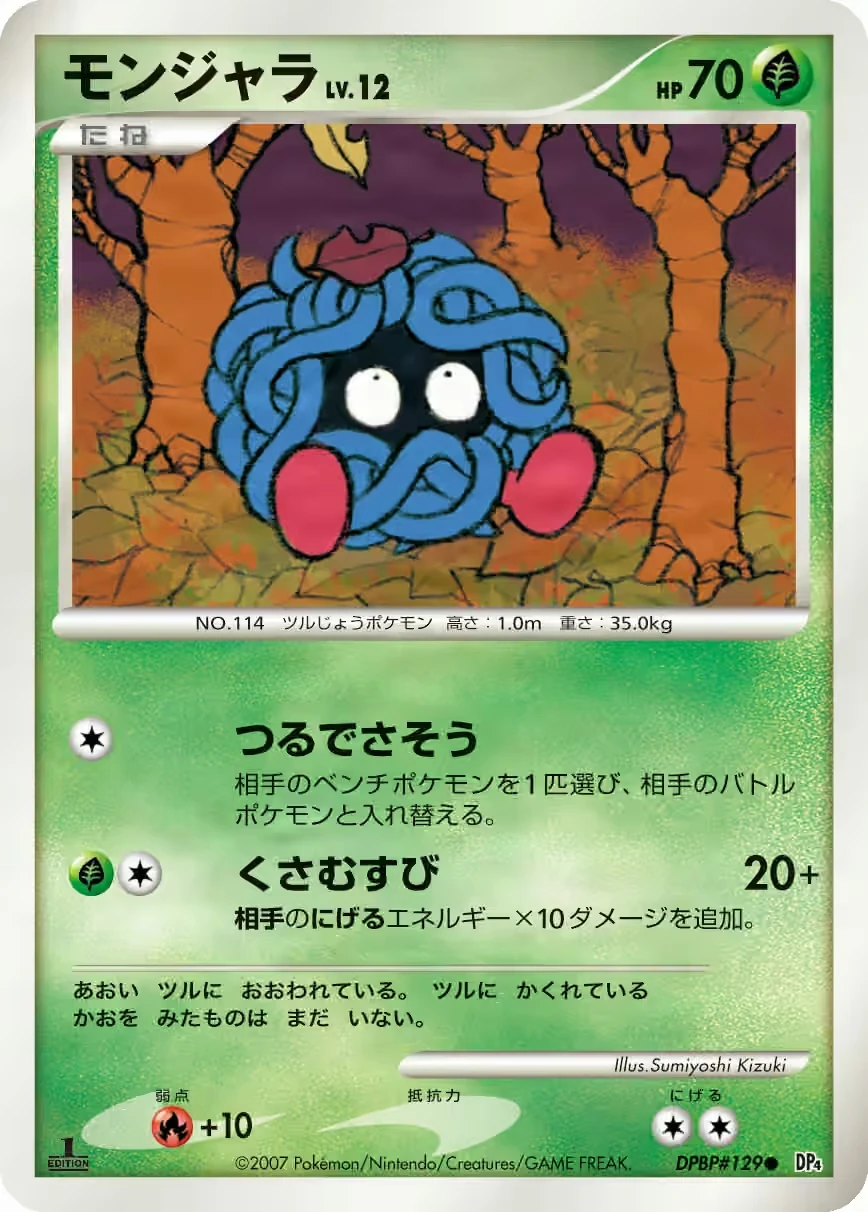 モンジャラ LV.12 HP 70
たね
NO.114 ツルじょうポケモン 高さ:1.0m 重さ:35.0kg
つるでさそう
相手のベンチポケモンを1匹選び、相手のバトル
ポケモンと入れ替える。
くさむすび 20+
相手のにげるエネルギー×10ダメージを追加。
あおい ツルに おおわれている。 ツルに かくれている
かおを みたものは まだ いない。
Illus.Sumiyoshi Kizuki
弱点 抵抗力 にげる
+10
1 EDITION
©2007 Pokémon/Nintendo/Creatures/GAME FREAK. DPBP#129● DP4